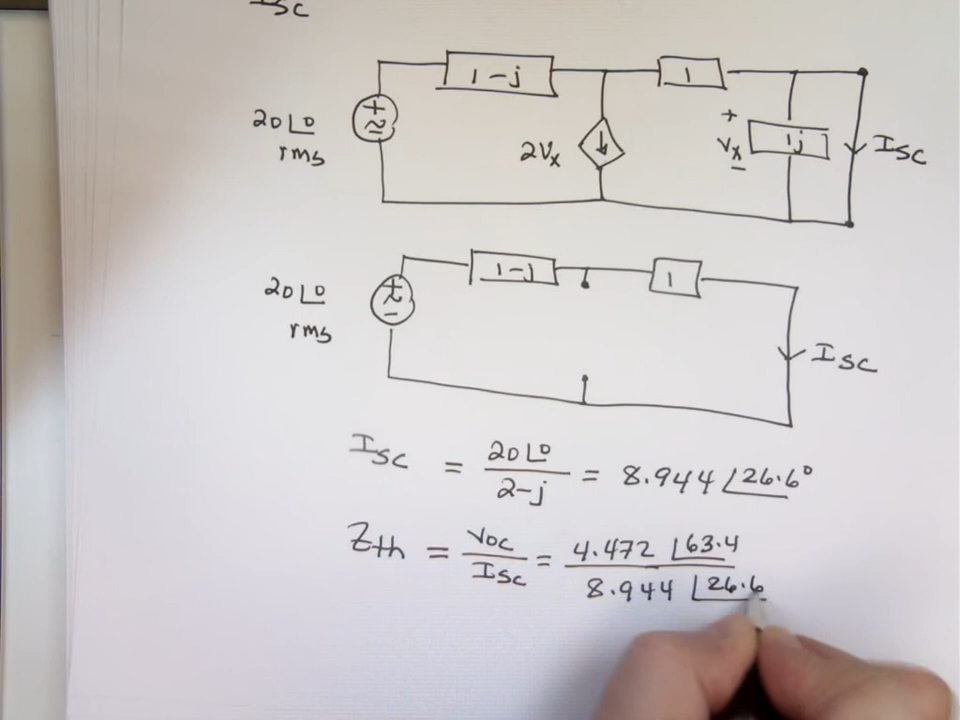 Isc
1-j
1
20∠0
rms
2Vx
+
Vx
-
1j
Isc
20∠0
rms
1-j
1
Isc
Isc = 20∠0 / 2-j = 8.944 ∠26.6°
Zth = Voc / Isc = 4.472 ∠63.4 / 8.944 ∠26.6